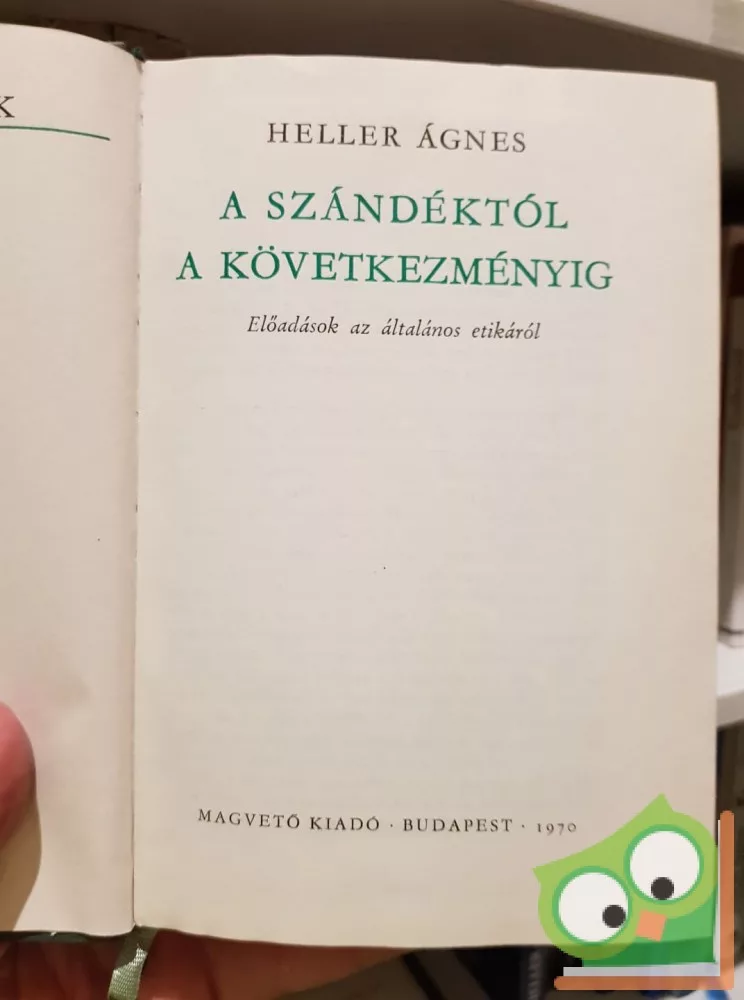 K
HELLER ÁGNES
A SZÁNDÉKTÓL
A KÖVETKEZMÉNYIG
Előadások az általános etikáról
MAGVETŐ KIADÓ · BUDAPEST · 1970